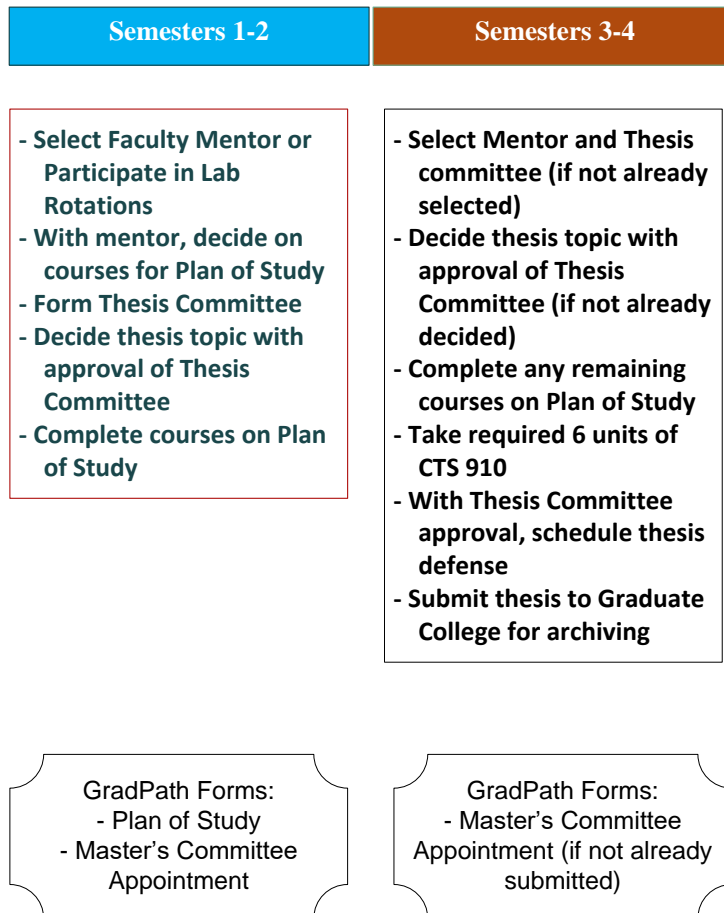 Semesters 1-2
Semesters 3-4
- Select Faculty Mentor or
Participate in Lab
Rotations
- With mentor, decide on
courses for Plan of Study
- Form Thesis Committee
- Decide thesis topic with
approval of Thesis
Committee
- Complete courses on Plan
of Study
- Select Mentor and Thesis
committee (if not already
selected)
- Decide thesis topic with
approval of Thesis
Committee (if not already
decided)
- Complete any remaining
courses on Plan of Study
- Take required 6 units of
CTS 910
- With Thesis Committee
approval, schedule thesis
defense
- Submit thesis to Graduate
College for archiving
GradPath Forms:
- Plan of Study
- Master’s Committee
Appointment
GradPath Forms:
- Master’s Committee
Appointment (if not already
submitted)